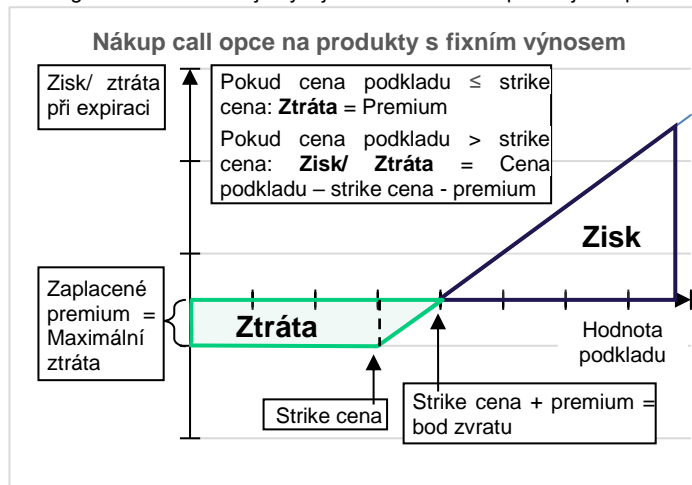 Nákup call opce na produkty s fixním výnosem
Zisk/ ztráta
při expiraci
Pokud cena podkladu ≤ strike
cena: Ztráta = Premium
Pokud cena podkladu > strike
cena: Zisk/ Ztráta = Cena
podkladu – strike cena - premium
Zisk
Zaplacené
premium =
Maximální
ztráta
Ztráta
Hodnota
podkladu
Strike cena
Strike cena + premium =
bod zvratu